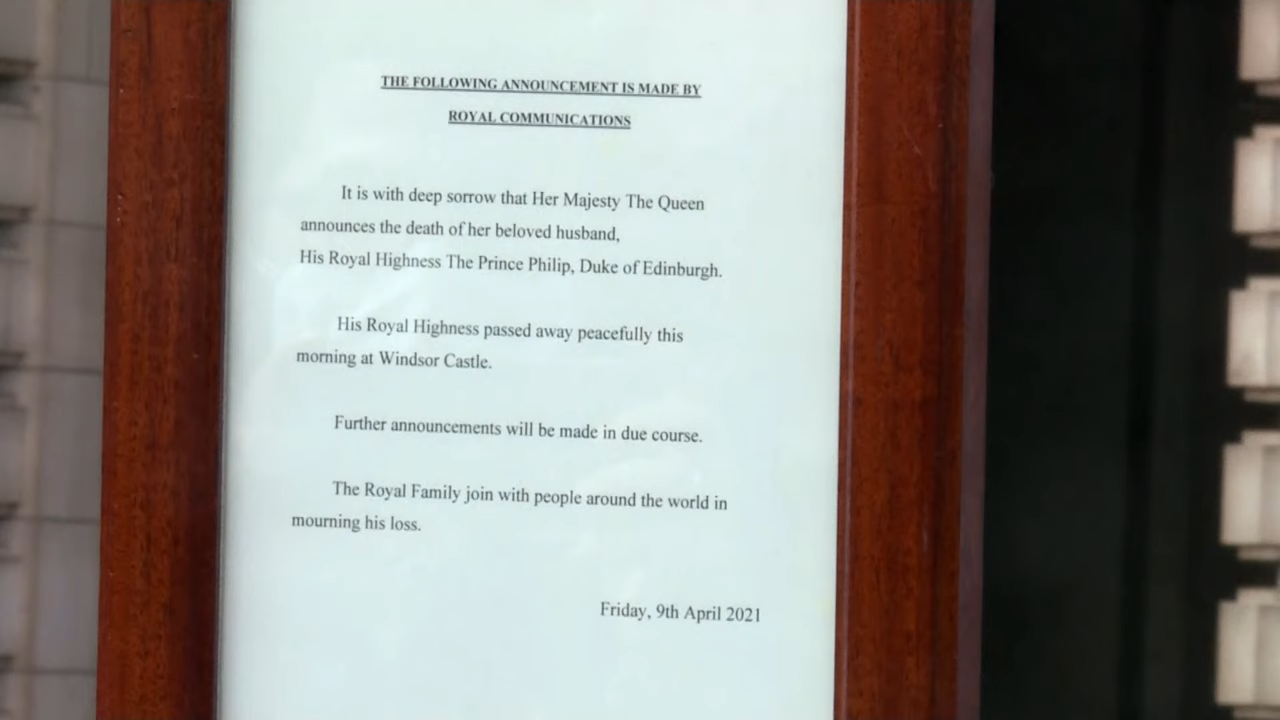 THE FOLLOWING ANNOUNCEMENT IS MADE BY
ROYAL COMMUNICATIONS
It is with deep sorrow that Her Majesty The Queen
announces the death of her beloved husband,
His Royal Highness The Prince Philip, Duke of Edinburgh.
His Royal Highness passed away peacefully this
morning at Windsor Castle.
Further announcements will be made in due course.
The Royal Family join with people around the world in
mourning his loss.
Friday, 9th April 2021